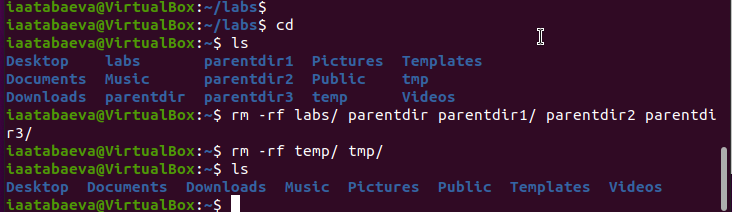 iaatabaeva@VirtualBox:~/labs$
iaatabaeva@VirtualBox:~/labs$ cd
iaatabaeva@VirtualBox:~$ ls
Desktop    labs       parentdir1  Pictures  Templates
Documents  Music      parentdir2  Public    tmp
Downloads  parentdir  parentdir3  temp      Videos
iaatabaeva@VirtualBox:~$ rm -rf labs/ parentdir parentdir1/ parentdir2 parentdi
r3/
iaatabaeva@VirtualBox:~$ rm -rf temp/ tmp/
iaatabaeva@VirtualBox:~$ ls
Desktop  Documents  Downloads  Music  Pictures  Public  Templates  Videos
iaatabaeva@VirtualBox:~$